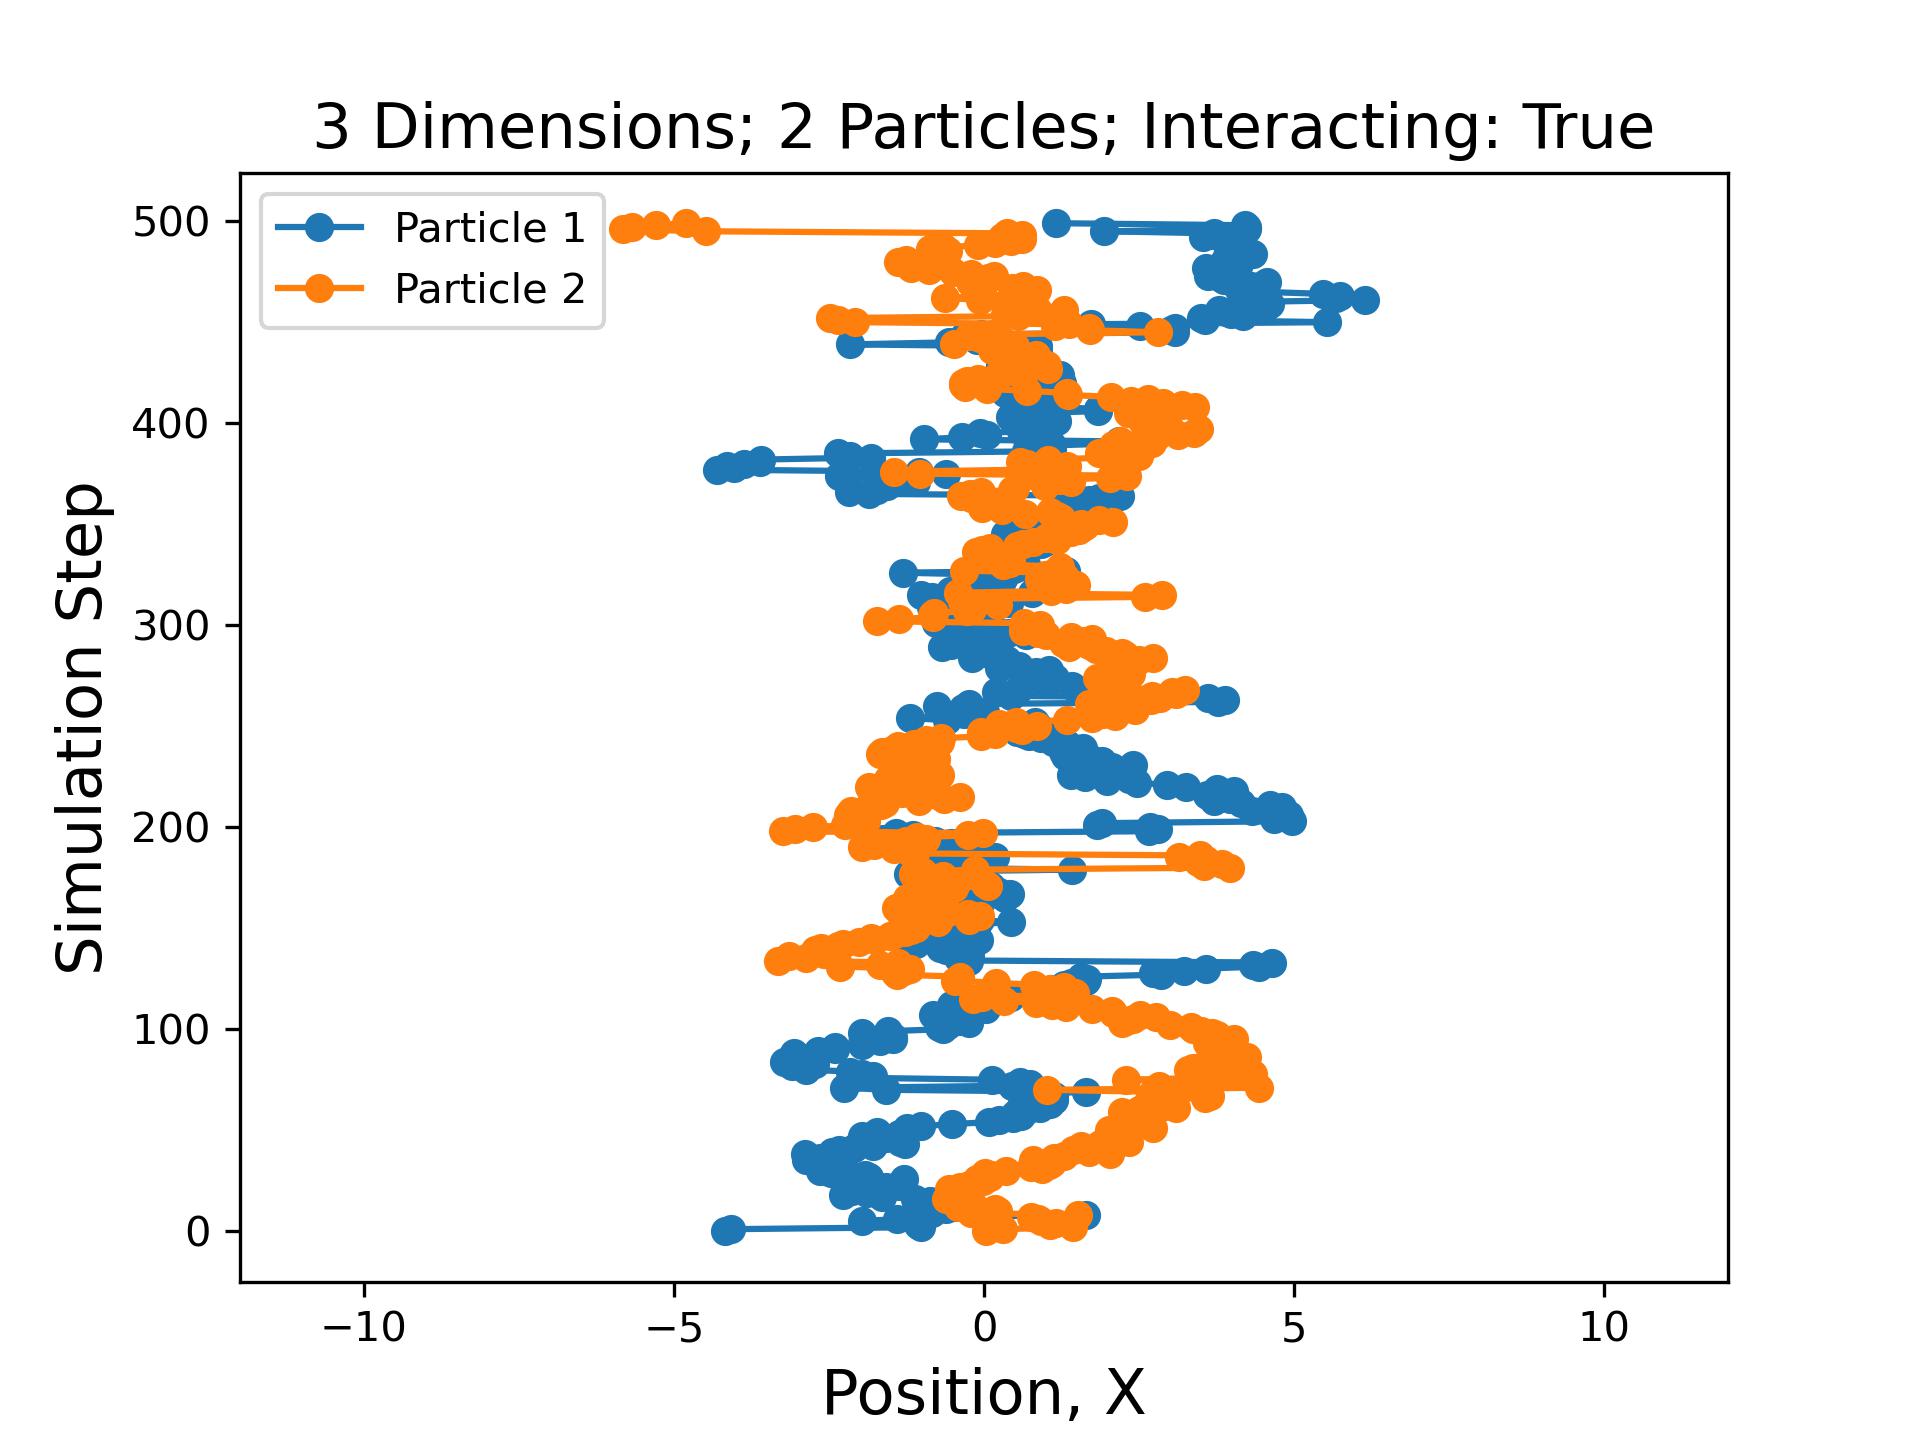 3 Dimensions; 2 Particles; Interacting: True
Particle 1
Particle 2
Simulation Step
500
400
300
200
100
0
−10
−5
0
5
10
Position, X